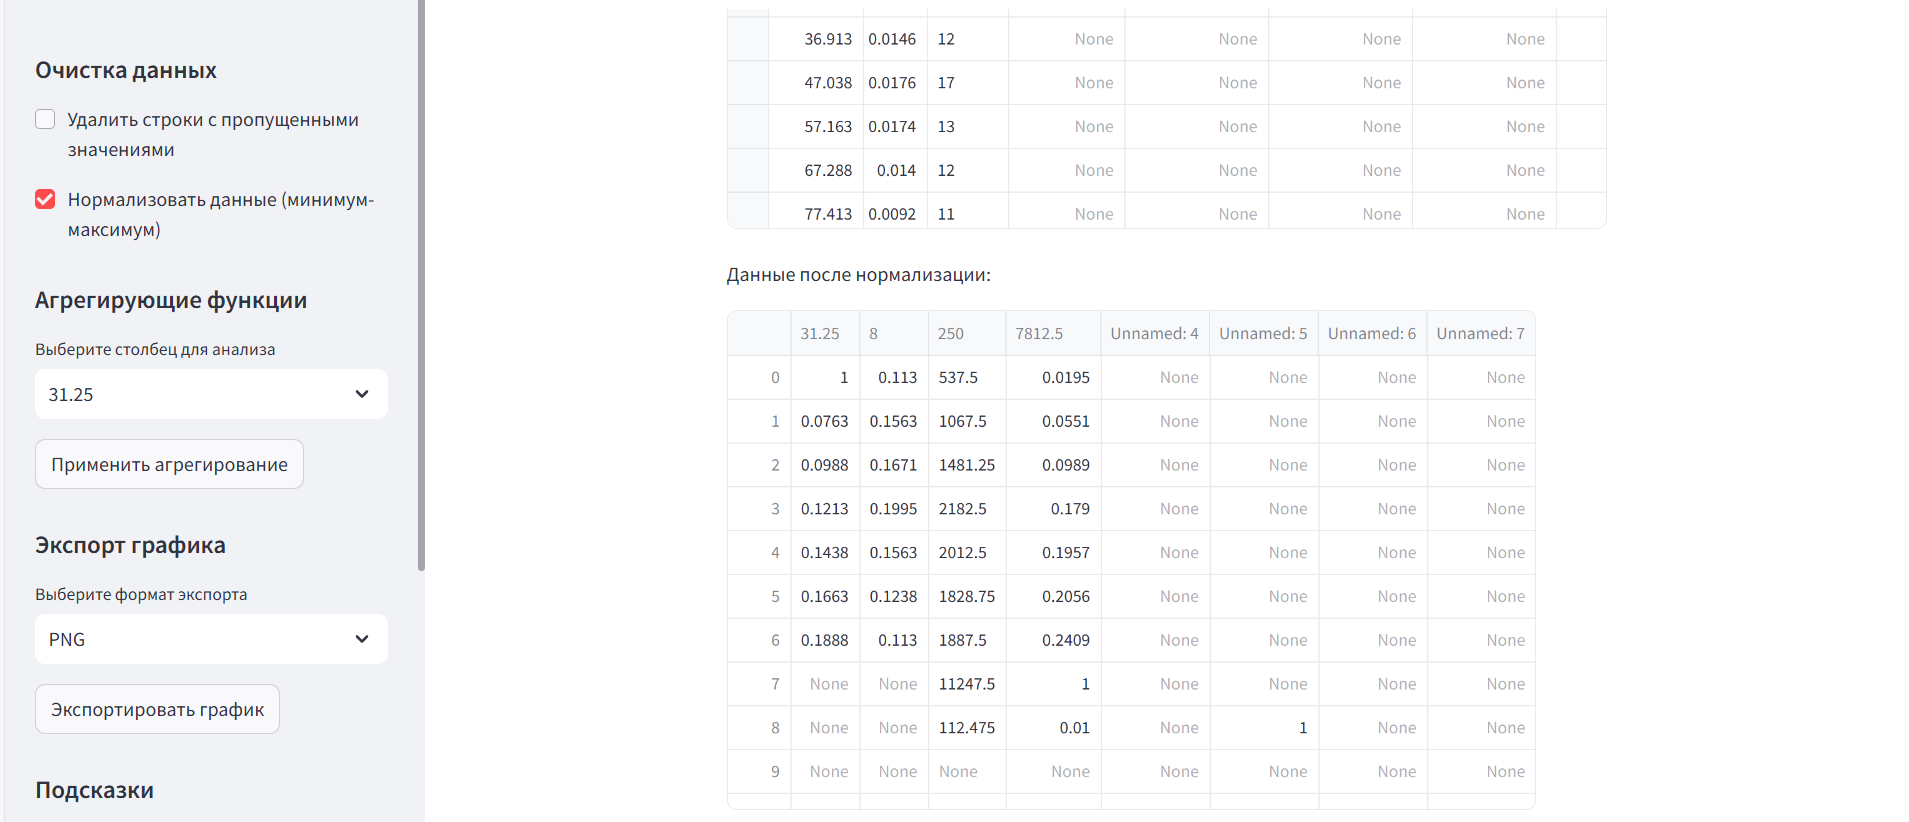 Очистка данных
Удалить строки с пропущенными
значениями
Нормализовать данные (минимум-
максимум)
Агрегирующие функции
Выберите столбец для анализа
31.25
Применить агрегирование
Экспорт графика
Выберите формат экспорта
PNG
Экспортировать график
Подсказки
36.913 0.0146 12 None None None None
47.038 0.0176 17 None None None None
57.163 0.0174 13 None None None None
67.288 0.014 12 None None None None
77.413 0.0092 11 None None None None
Данные после нормализации:
31.25 8 250 7812.5 Unnamed: 4 Unnamed: 5 Unnamed: 6 Unnamed: 7
0 1 0.113 537.5 0.0195 None None None None
1 0.0763 0.1563 1067.5 0.0551 None None None None
2 0.0988 0.1671 1481.25 0.0989 None None None None
3 0.1213 0.1995 2182.5 0.179 None None None None
4 0.1438 0.1563 2012.5 0.1957 None None None None
5 0.1663 0.1238 1828.75 0.2056 None None None None
6 0.1888 0.113 1887.5 0.2409 None None None None
7 None None 11247.5 1 None None None None
8 None None 112.475 0.01 None 1 None None
9 None None None None None None None None